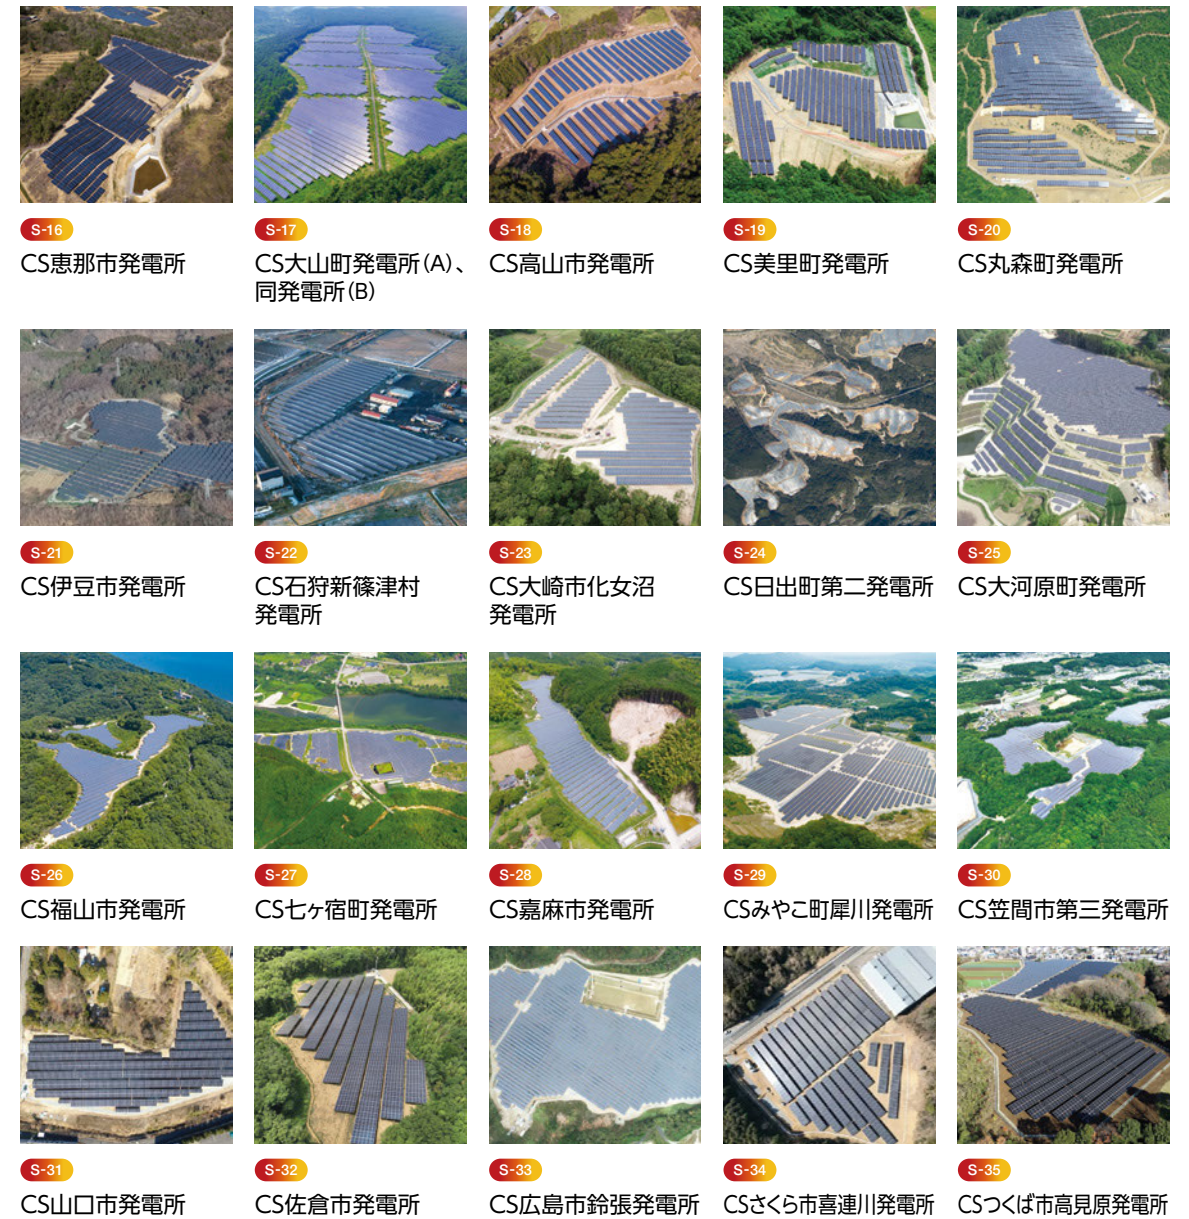 S-16
CS恵那市発電所
S-17
CS大山町発電所(A)、
同発電所(B)
S-18
CS高山市発電所
S-19
CS美里町発電所
S-20
CS丸森町発電所
S-21
CS伊豆市発電所
S-22
CS石狩新篠津村
発電所
S-23
CS大崎市化女沼
発電所
S-24
CS日出町第二発電所
S-25
CS大河原町発電所
S-26
CS福山市発電所
S-27
CS七ヶ宿町発電所
S-28
CS嘉麻市発電所
S-29
CSみやこ町犀川発電所
S-30
CS笠間市第三発電所
S-31
CS山口市発電所
S-32
CS佐倉市発電所
S-33
CS広島市鈴張発電所
S-34
CSさくら市喜連川発電所
S-35
CSつくば市高見原発電所